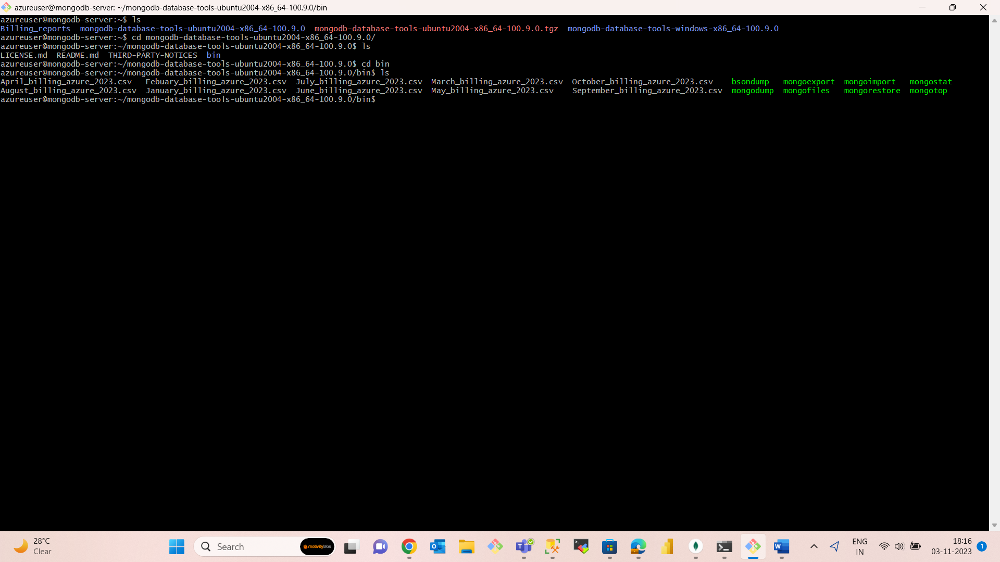 azureuser@mongodb-server: ~/mongodb-database-tools-ubuntu2004-x86_64-100.9.0/bin
azureuser@mongodb-server:~$ ls
Billing_reports  mongodb-database-tools-ubuntu2004-x86_64-100.9.0  mongodb-database-tools-ubuntu2004-x86_64-100.9.0.tgz  mongodb-database-tools-windows-x86_64-100.9.0
azureuser@mongodb-server:~$ cd mongodb-database-tools-ubuntu2004-x86_64-100.9.0/
azureuser@mongodb-server:~/mongodb-database-tools-ubuntu2004-x86_64-100.9.0$ ls
LICENSE.md  README.md  THIRD-PARTY-NOTICES  bin
azureuser@mongodb-server:~/mongodb-database-tools-ubuntu2004-x86_64-100.9.0$ cd bin
azureuser@mongodb-server:~/mongodb-database-tools-ubuntu2004-x86_64-100.9.0/bin$ ls
April_billing_azure_2023.csv   Febuary_billing_azure_2023.csv  July_billing_azure_2023.csv  March_billing_azure_2023.csv  October_billing_azure_2023.csv    bsondump   mongoexport  mongoimport   mongostat
August_billing_azure_2023.csv  January_billing_azure_2023.csv  June_billing_azure_2023.csv  May_billing_azure_2023.csv    September_billing_azure_2023.csv  mongodump  mongofiles   mongorestore  mongotop
azureuser@mongodb-server:~/mongodb-database-tools-ubuntu2004-x86_64-100.9.0/bin$
28°C
Clear
Search
motivitylabs
ENG
IN
18:16
03-11-2023
1